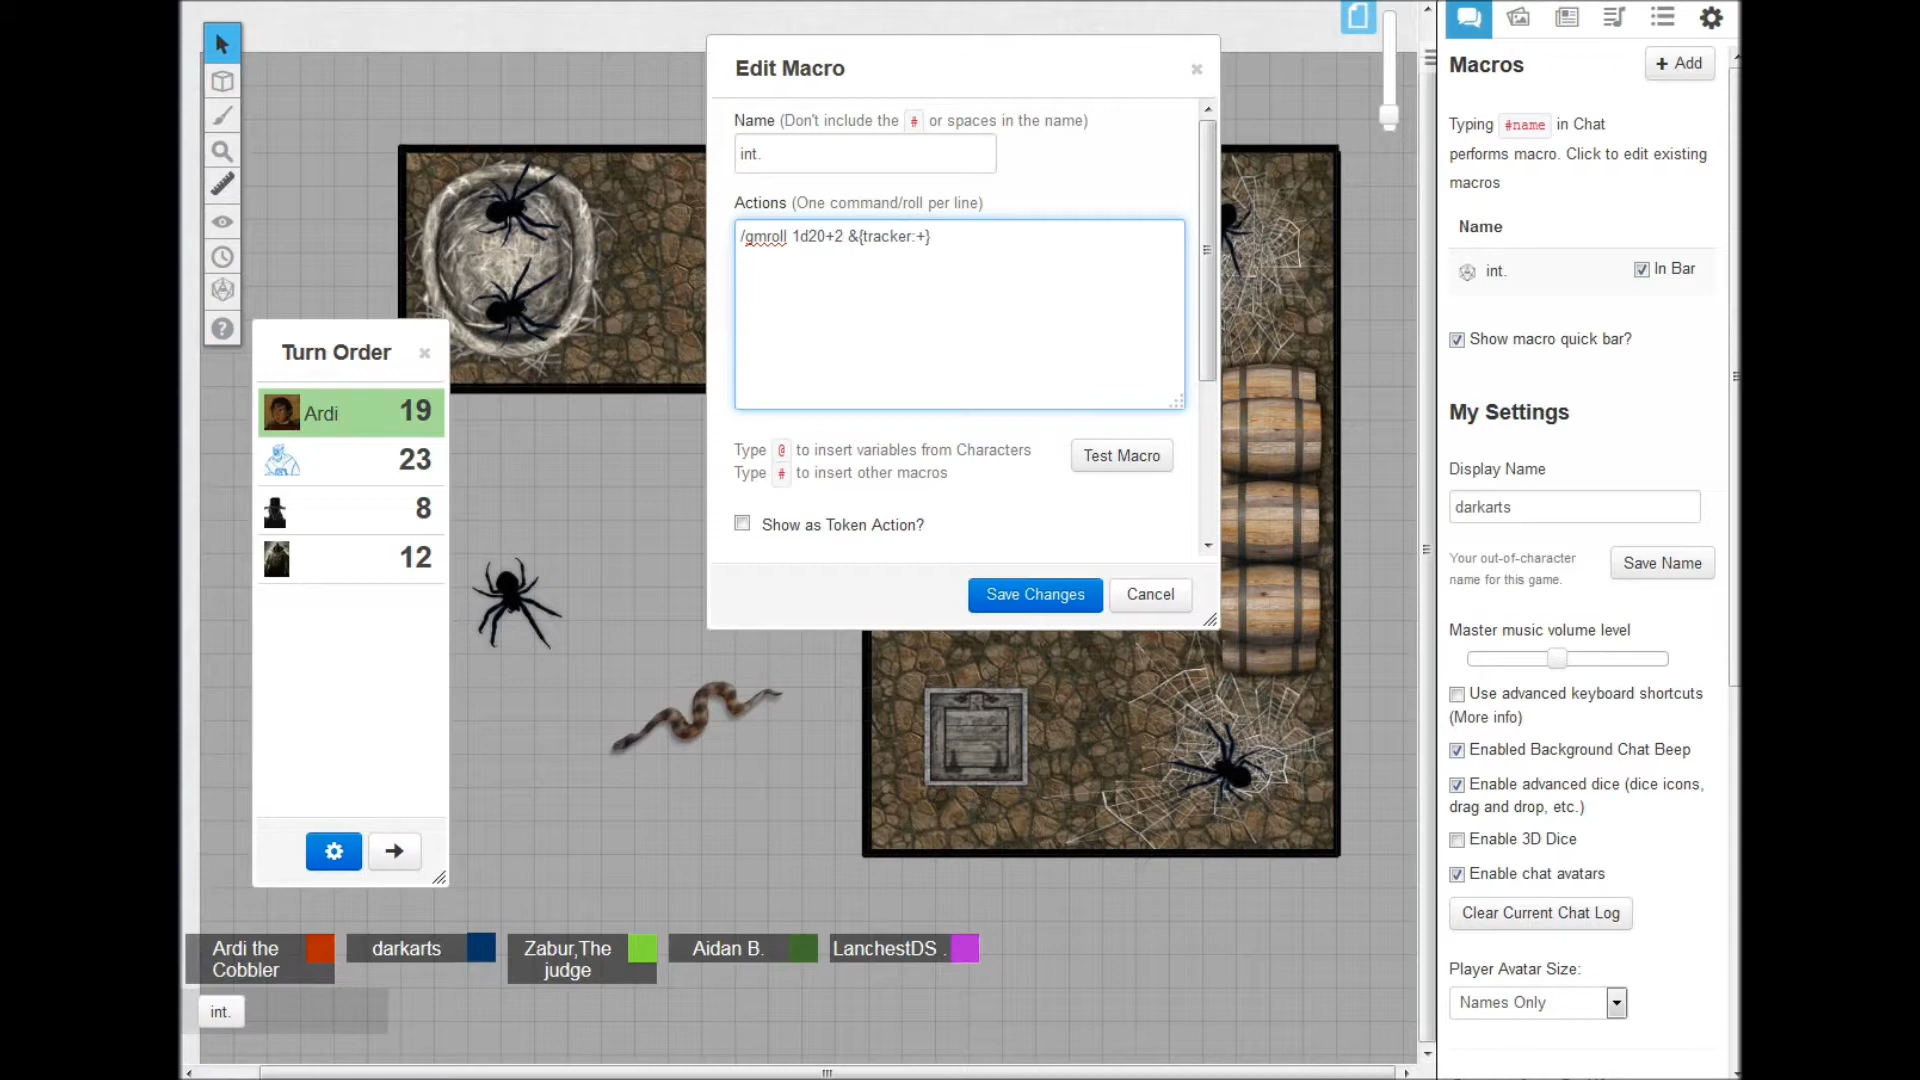 Edit Macro
Name (Don't include the # or spaces in the name)
int.
Actions (One command/roll per line)
/gmroll 1d20+2 &{tracker:+}
Type @ to insert variables from Characters
Type # to insert other macros
Test Macro
Show as Token Action?
Save Changes
Cancel
Turn Order
Ardi 19
23
8
12
Ardi the
Cobbler
darkarts
Zabur,The
judge
Aidan B.
LanchestDS .
int.
Macros
+ Add
Typing #name in Chat
performs macro. Click to edit existing
macros
Name
int.
In Bar
Show macro quick bar?
My Settings
Display Name
darkarts
Your out-of-character
name for this game.
Save Name
Master music volume level
Use advanced keyboard shortcuts
(More info)
Enabled Background Chat Beep
Enable advanced dice (dice icons,
drag and drop, etc.)
Enable 3D Dice
Enable chat avatars
Clear Current Chat Log
Player Avatar Size:
Names Only